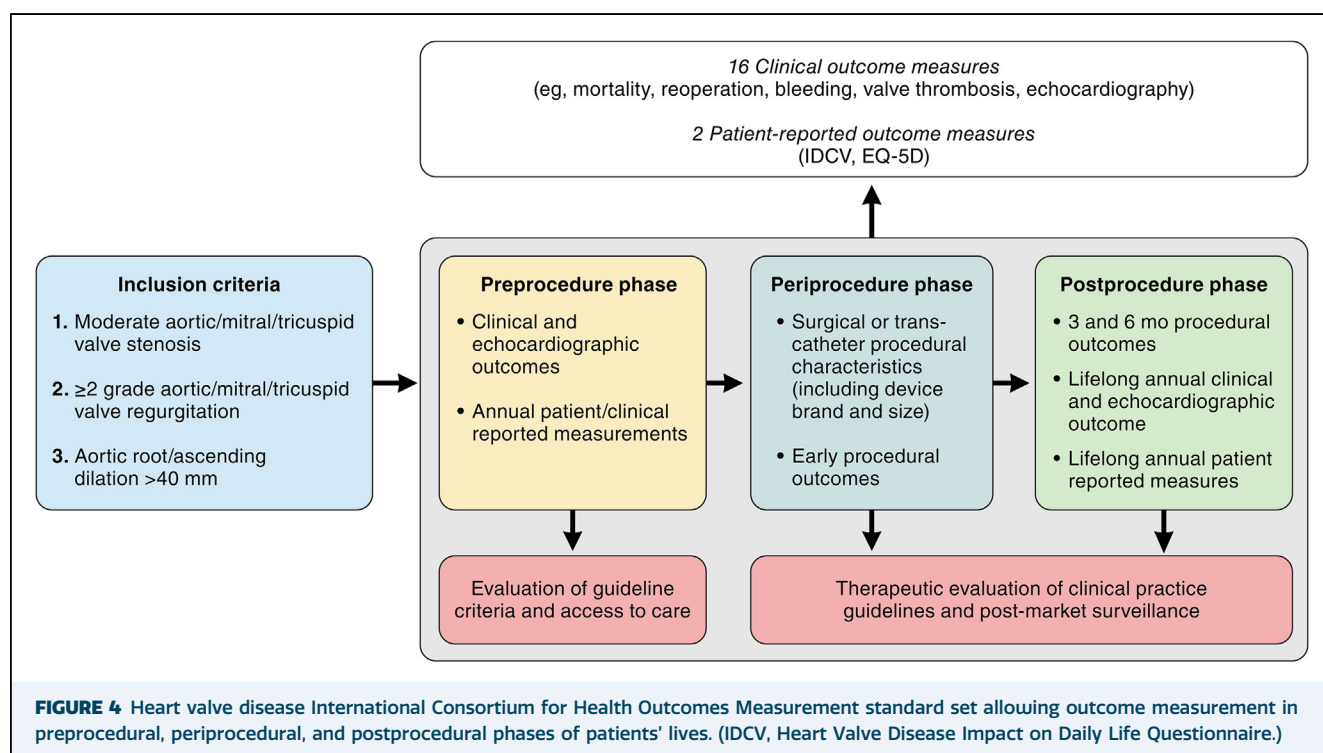 16 Clinical outcome measures
(eg, mortality, reoperation, bleeding, valve thrombosis, echocardiography)
2 Patient-reported outcome measures
(IDCV, EQ-5D)
Inclusion criteria
1. Moderate aortic/mitral/tricuspid
valve stenosis
2. ≥2 grade aortic/mitral/tricuspid
valve regurgitation
3. Aortic root/ascending
dilation >40 mm
Preprocedure phase
• Clinical and
echocardiographic
outcomes
• Annual patient/clinical
reported measurements
Periprocedure phase
• Surgical or trans-
catheter procedural
characteristics
(including device
brand and size)
• Early procedural
outcomes
Postprocedure phase
• 3 and 6 mo procedural
outcomes
• Lifelong annual clinical
and echocardiographic
outcome
• Lifelong annual patient
reported measures
Evaluation of guideline
criteria and access to care
Therapeutic evaluation of clinical practice
guidelines and post-market surveillance
FIGURE 4 Heart valve disease International Consortium for Health Outcomes Measurement standard set allowing outcome measurement in
preprocedural, periprocedural, and postprocedural phases of patients' lives. (IDCV, Heart Valve Disease Impact on Daily Life Questionnaire.)